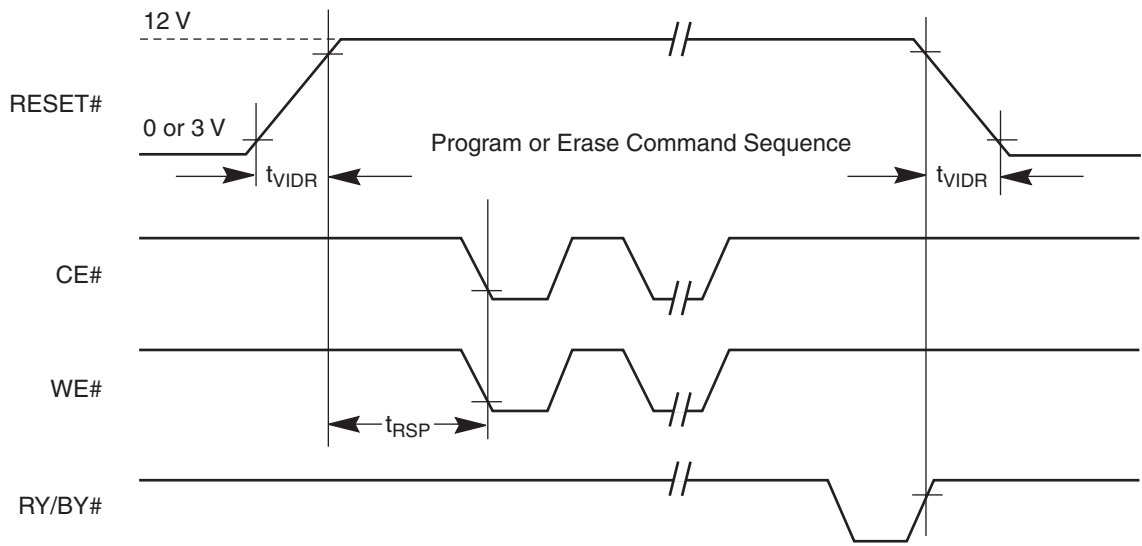 12 V
RESET#
0 or 3 V
Program or Erase Command Sequence
tVIDR
tVIDR
CE#
WE#
tRSP
RY/BY#